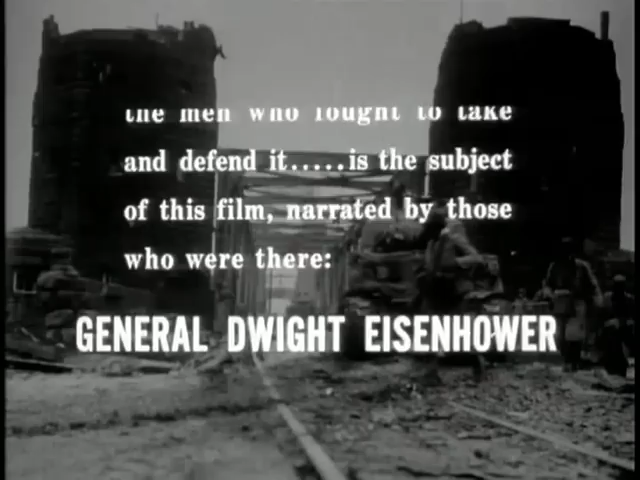 the men who fought to take
and defend it.....is the subject
of this film, narrated by those
who were there:
GENERAL DWIGHT EISENHOWER